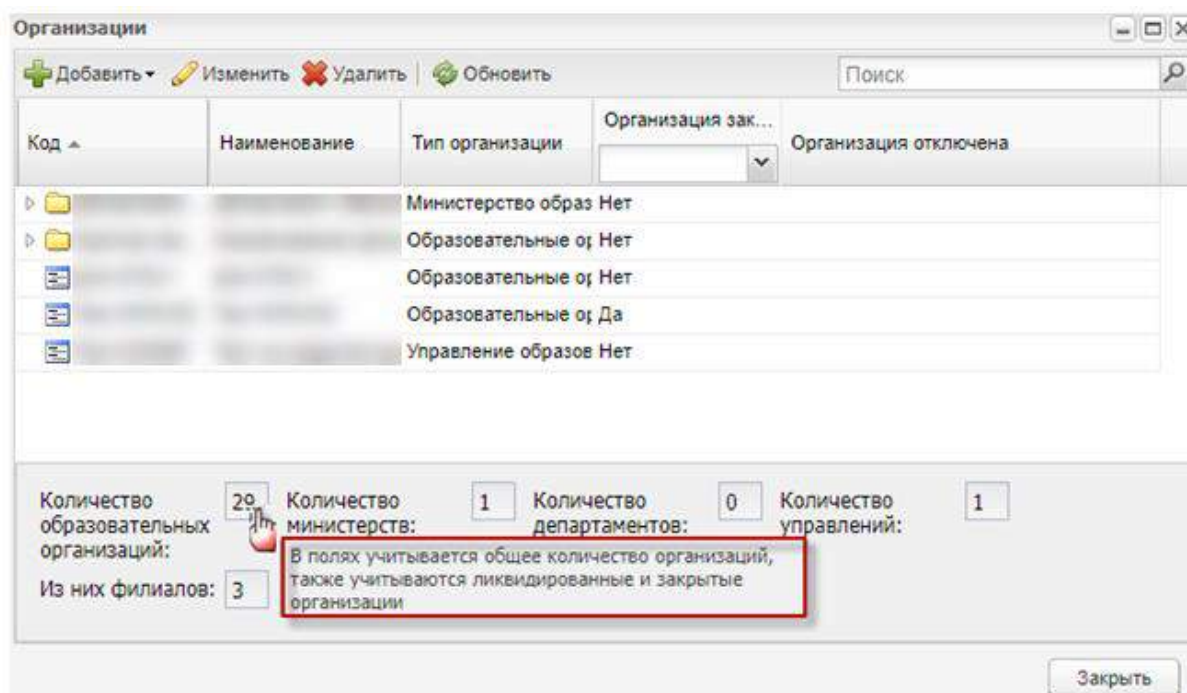 Организации
Добавить Изменить Удалить Обновить Поиск
Код Наименование Тип организации Организация зак... Организация отключена
Министерство образ Нет
Образовательные ор Нет
Образовательные ор Нет
Образовательные ор Да
Управление образов Нет
Количество 29 Количество 1 Количество 0 Количество 1
образовательных министерств: департаментов: управлений:
организаций:
В полях учитывается общее количество организаций,
Из них филиалов: 3 также учитываются ликвидированные и закрытые
организации
Закрыть